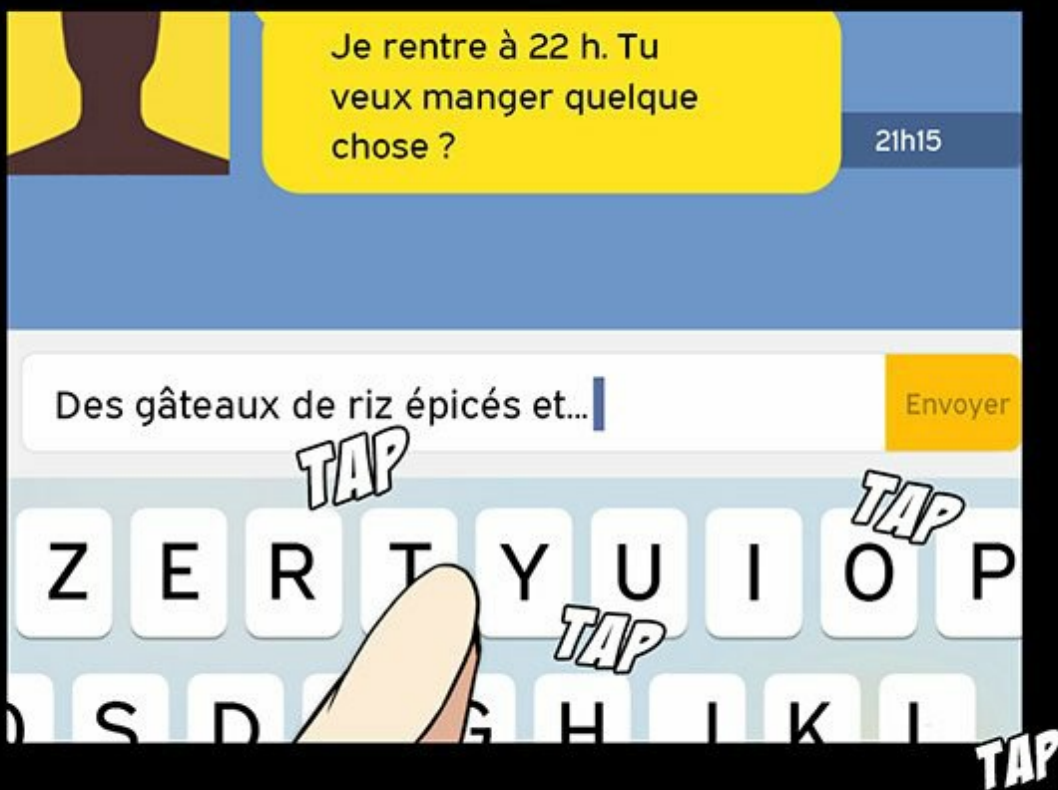 Je rentre à 22 h. Tu
veux manger quelque
chose ?
21h15
Des gâteaux de riz épicés et...
Envoyer
TAP
TAP
Z E R T Y U I O P
TAP
Q S D G H J K L
TAP